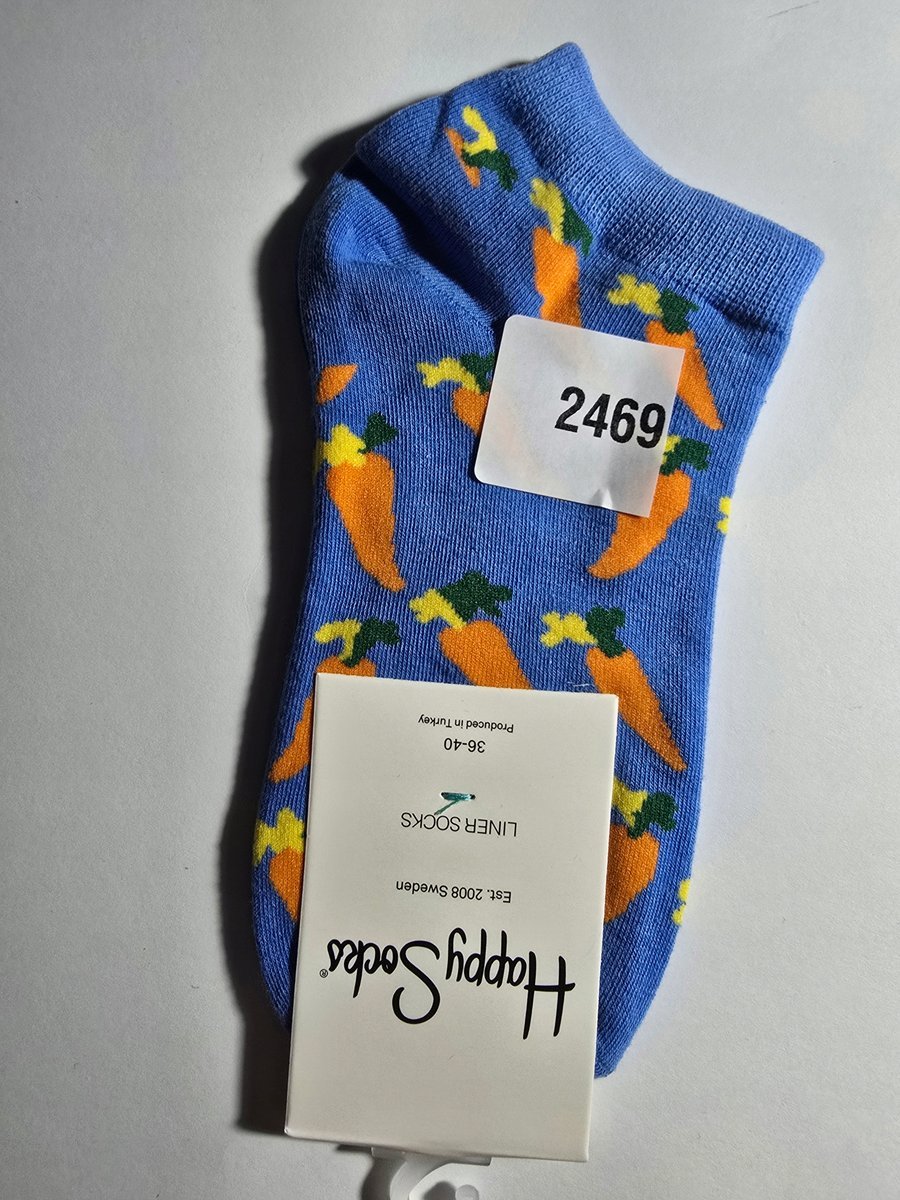 2469
Happy Socks®
Est. 2008 Sweden
LINER SOCKS
36-40
Produced in Turkey